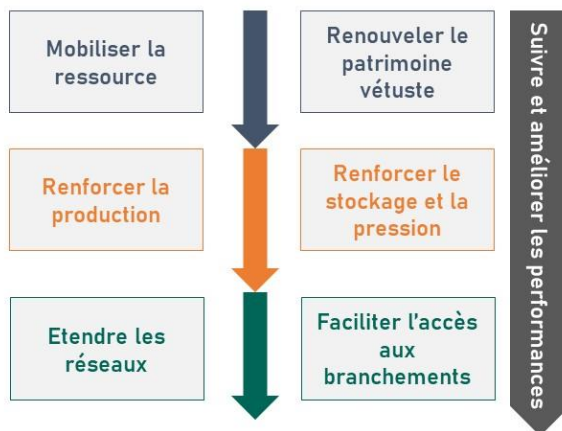 Mobiliser la
ressource
Renouveler le
patrimoine
vétuste
Renforcer la
production
Renforcer le
stockage et la
pression
Etendre les
réseaux
Faciliter l'accès
aux
branchements
Suivre et améliorer les performances